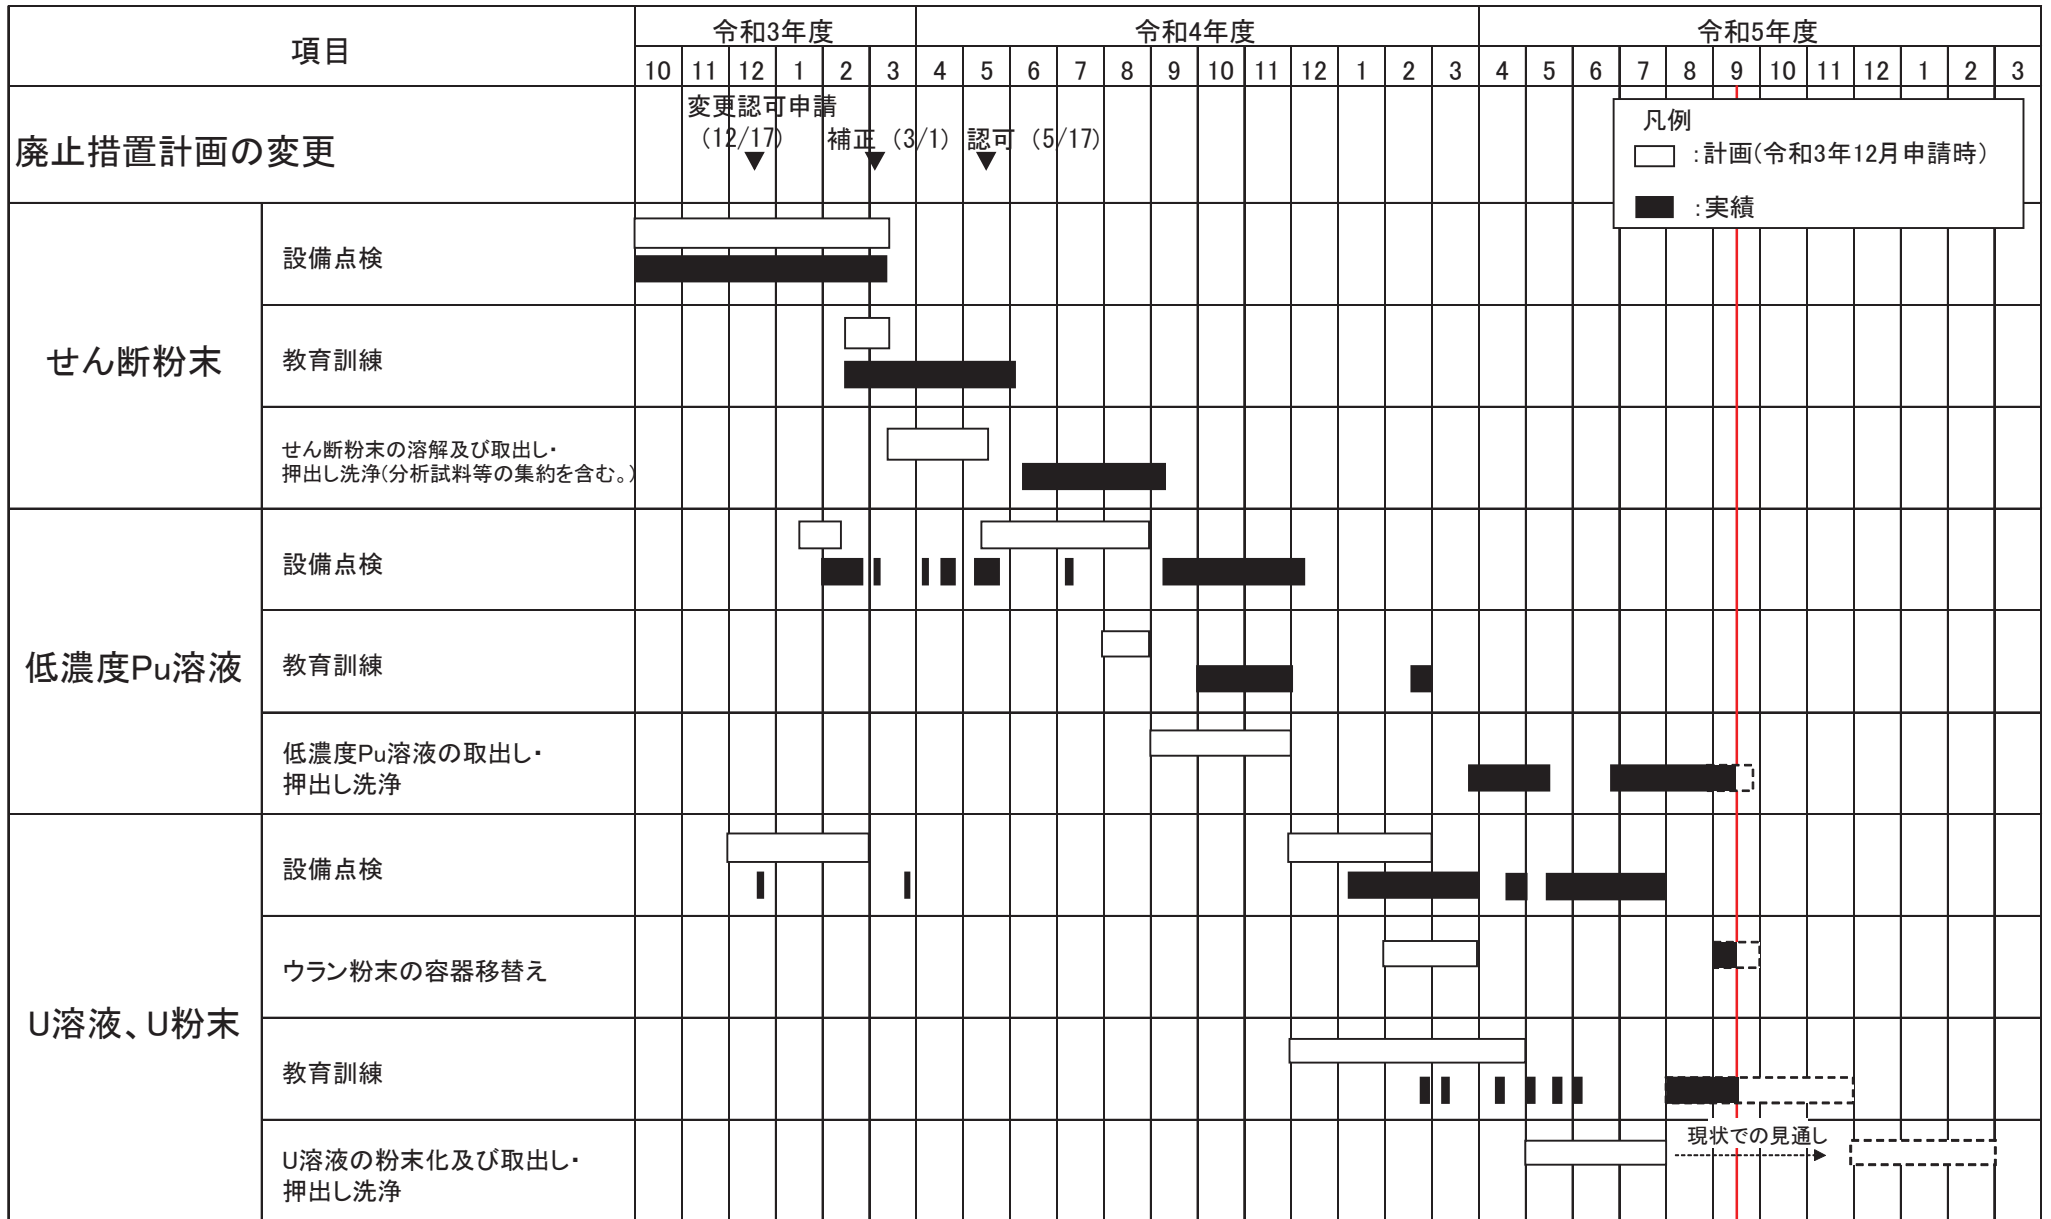 項目
令和3年度
令和4年度
令和5年度
10 11 12 1 2 3 4 5 6 7 8 9 10 11 12 1 2 3 4 5 6 7 8 9 10 11 12 1 2 3
廃止措置計画の変更
変更認可申請
(12/17)
補正 (3/1)
認可 (5/17)
凡例
:計画(令和3年12月申請時)
:実績
せん断粉末
設備点検
教育訓練
せん断粉末の溶解及び取出し・
押出し洗浄(分析試料等の集約を含む。)
低濃度Pu溶液
設備点検
教育訓練
低濃度Pu溶液の取出し・
押出し洗浄
U溶液、U粉末
設備点検
ウラン粉末の容器移替え
教育訓練
U溶液の粉末化及び取出し・
押出し洗浄
現状での見通し